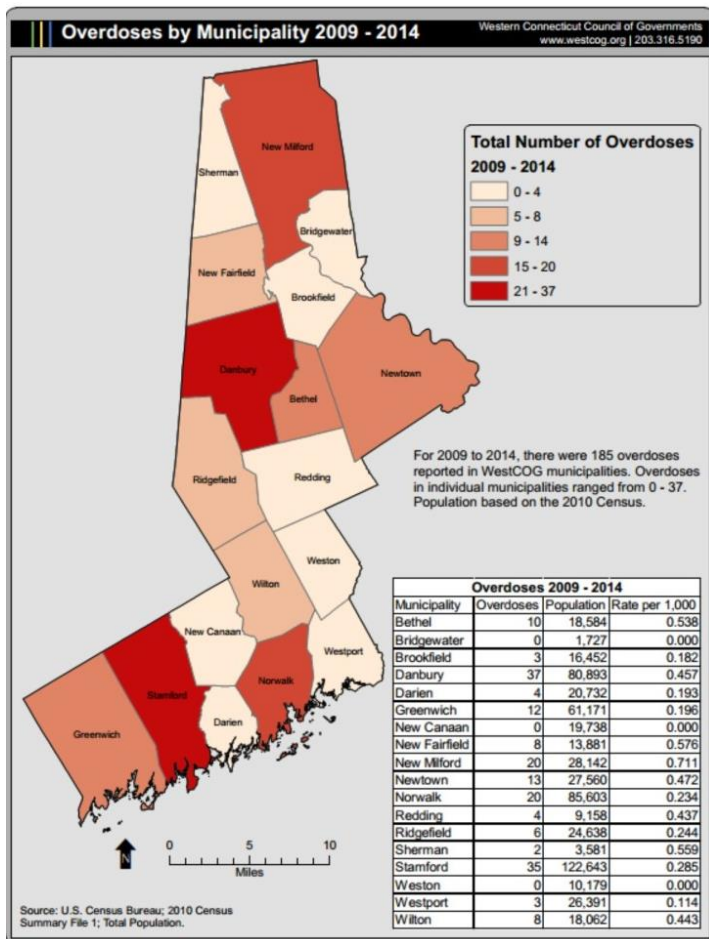 Overdoses by Municipality 2009 - 2014
Western Connecticut Council of Governments
www.westcog.org | 203.316.5190
Total Number of Overdoses
2009 - 2014
0 - 4
5 - 8
9 - 14
15 - 20
21 - 37
New Milford
Sherman
Bridgewater
New Fairfield
Brookfield
Danbury
Newtown
Bethel
Ridgefield
Redding
Weston
Wilton
New Canaan
Westport
Stamford
Norwalk
Darien
Greenwich
For 2009 to 2014, there were 185 overdoses
reported in WestCOG municipalities. Overdoses
in individual municipalities ranged from 0 - 37.
Population based on the 2010 Census.
Overdoses 2009 - 2014
Municipality Overdoses Population Rate per 1,000
Bethel 10 18,584 0.538
Bridgewater 0 1,727 0.000
Brookfield 3 16,452 0.182
Danbury 37 80,893 0.457
Darien 4 20,732 0.193
Greenwich 12 61,171 0.196
New Canaan 0 19,738 0.000
New Fairfield 8 13,881 0.576
New Milford 20 28,142 0.711
Newtown 13 27,560 0.472
Norwalk 20 85,603 0.234
Redding 4 9,158 0.437
Ridgefield 6 24,638 0.244
Sherman 2 3,581 0.559
Stamford 35 122,643 0.285
Weston 0 10,179 0.000
Westport 3 26,391 0.114
Wilton 8 18,062 0.443
N
0 5 10
Miles
Source: U.S. Census Bureau; 2010 Census
Summary File 1; Total Population.